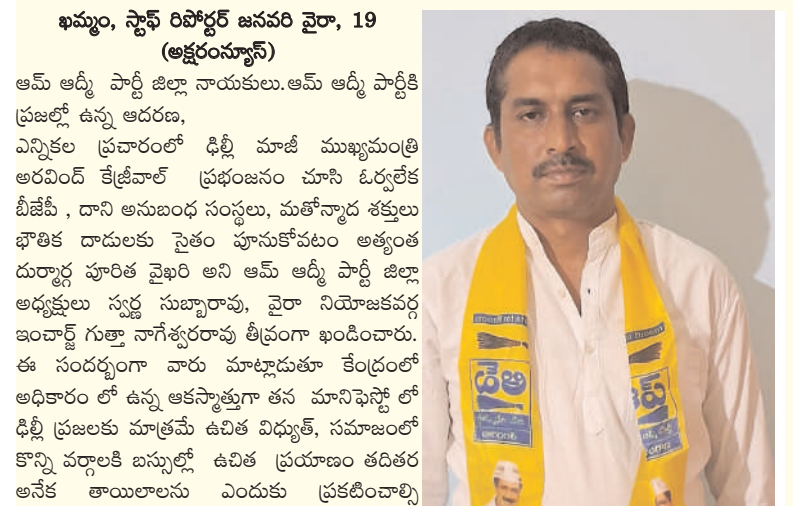 ఖమ్మం, స్టాఫ్ రిపోర్టర్ జనవరి వైరా, 19
(అక్షరంన్యూస్)
ఆమ్ ఆద్మీ పార్టీ జిల్లా నాయకులు.ఆమ్ ఆద్మీ పార్టీకి
ప్రజల్లో ఉన్న ఆదరణ,
ఎన్నికల ప్రచారంలో ఢిల్లీ మాజీ ముఖ్యమంత్రి
అరవింద్ కేజ్రీవాల్ ప్రభంజనం చూసి ఓర్వలేక
బీజేపీ , దాని అనుబంధ సంస్థలు, మతోన్మాద శక్తులు
భౌతిక దాడులకు సైతం పూనుకోవటం అత్యంత
దుర్మార్గ పూరిత వైఖరి అని ఆమ్ ఆద్మీ పార్టీ జిల్లా
అధ్యక్షులు స్వర్ణ సుబ్బారావు, వైరా నియోజకవర్గ
ఇంచార్జ్ గుత్తా నాగేశ్వరరావు తీవ్రంగా ఖండించారు.
ఈ సందర్భంగా వారు మాట్లాడుతూ కేంద్రంలో
అధికారం లో ఉన్న ఆకస్మాత్తుగా తన మానిఫెస్టో లో
ఢిల్లీ ప్రజలకు మాత్రమే ఉచిత విధ్యుత్, సమాజంలో
కొన్ని వర్గాలకి బస్సుల్లో ఉచిత ప్రయాణం తదితర
అనేక తాయిలాలను ఎందుకు ప్రకటించాల్సి